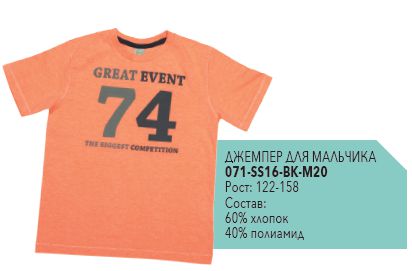 GREAT EVENT
74
THE BIGGEST COMPETITION
ДЖЕМПЕР ДЛЯ МАЛЬЧИКА
071-SS16-BK-M20
Рост: 122-158
Состав:
60% хлопок
40% полиамид